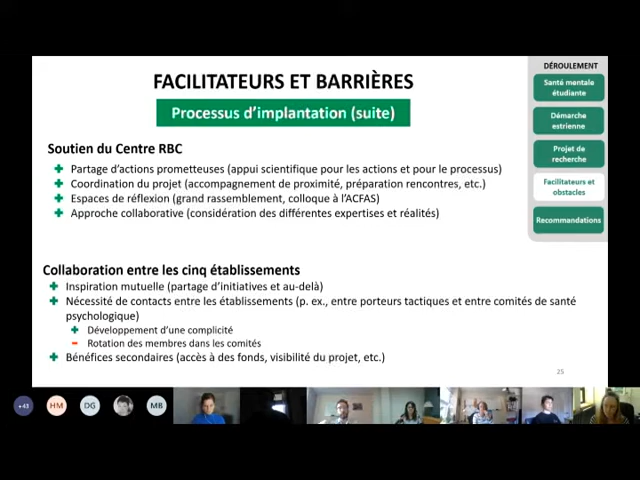 FACILITATEURS ET BARRIÈRES
Processus d'implantation (suite)
Soutien du Centre RBC
Partage d'actions prometteuses (appui scientifique pour les actions et pour le processus)
Coordination du projet (accompagnement de proximité, préparation rencontres, etc.)
Espaces de réflexion (grand rassemblement, colloque à l'ACFAS)
Approche collaborative (considération des différentes expertises et réalités)
Collaboration entre les cinq établissements
Inspiration mutuelle (partage d'initiatives et au-delà)
Nécessité de contacts entre les établissements (p. ex., entre porteurs tactiques et entre comités de santé
psychologique)
Développement d'une complicité
Rotation des membres dans les comités
Bénéfices secondaires (accès à des fonds, visibilité du projet, etc.)
25
DÉROULEMENT
Santé mentale
étudiante
Démarche
estrienne
Projet de
recherche
Facilitateurs et
obstacles
Recommandations
+43
HM
DG
MB